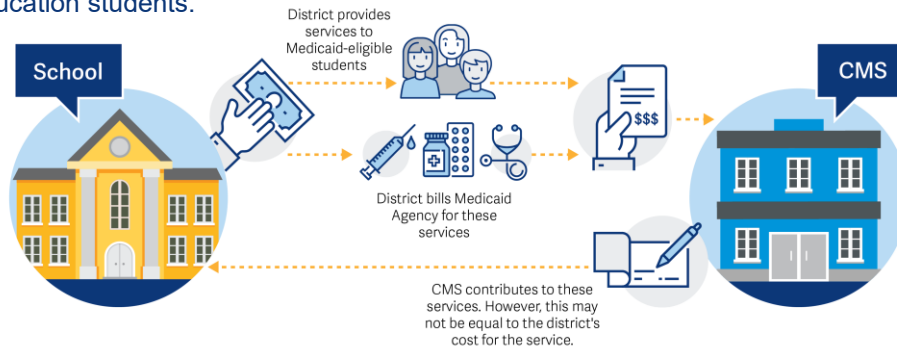 ucation students.
District provides
services to
Medicaid-eligible
students
School
CMS
$$$
District bills Medicaid
Agency for these
services
CMS contributes to these
services. However, this may
not be equal to the district's
cost for the service.